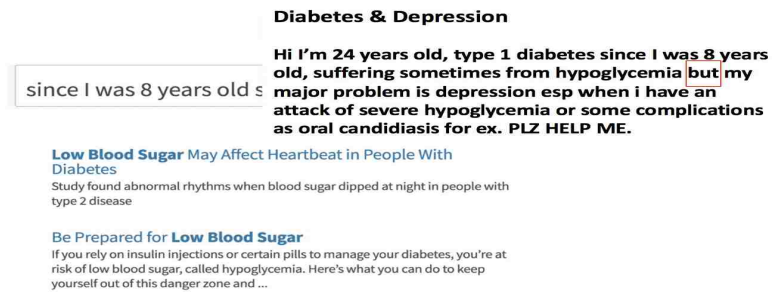 Diabetes & Depression
Hi I'm 24 years old, type 1 diabetes since I was 8 years
old, suffering sometimes from hypoglycemia but my
major problem is depression esp when i have an
attack of severe hypoglycemia or some complications
as oral candidiasis for ex. PLZ HELP ME.
since I was 8 years old s
Low Blood Sugar May Affect Heartbeat in People With
Diabetes
Study found abnormal rhythms when blood sugar dipped at night in people with
type 2 disease
Be Prepared for Low Blood Sugar
If you rely on insulin injections or certain pills to manage your diabetes, you're at
risk of low blood sugar, called hypoglycemia. Here's what you can do to keep
yourself out of this danger zone and ...